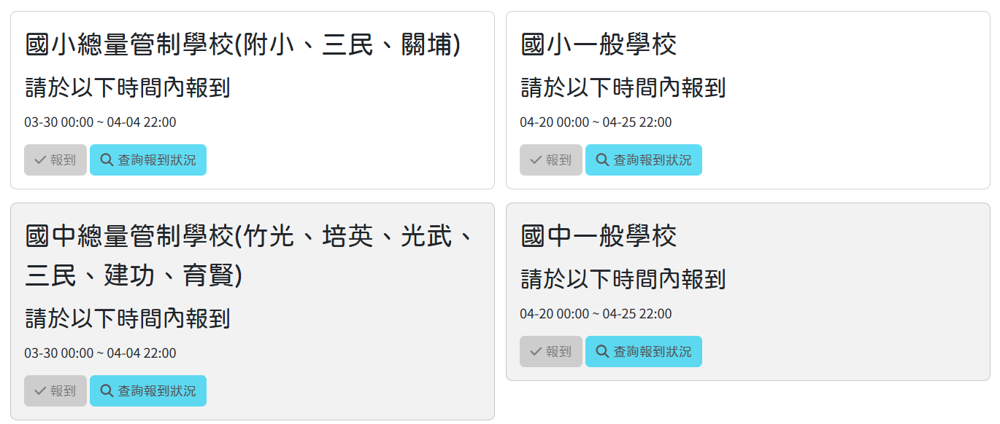 國小總量管制學校(附小、三民、關埔)
請於以下時間內報到
03-30 00:00 ~ 04-04 22:00
報到 查詢報到狀況
國小一般學校
請於以下時間內報到
04-20 00:00 ~ 04-25 22:00
報到 查詢報到狀況
國中總量管制學校(竹光、培英、光武、
三民、建功、育賢)
請於以下時間內報到
03-30 00:00 ~ 04-04 22:00
報到 查詢報到狀況
國中一般學校
請於以下時間內報到
04-20 00:00 ~ 04-25 22:00
報到 查詢報到狀況